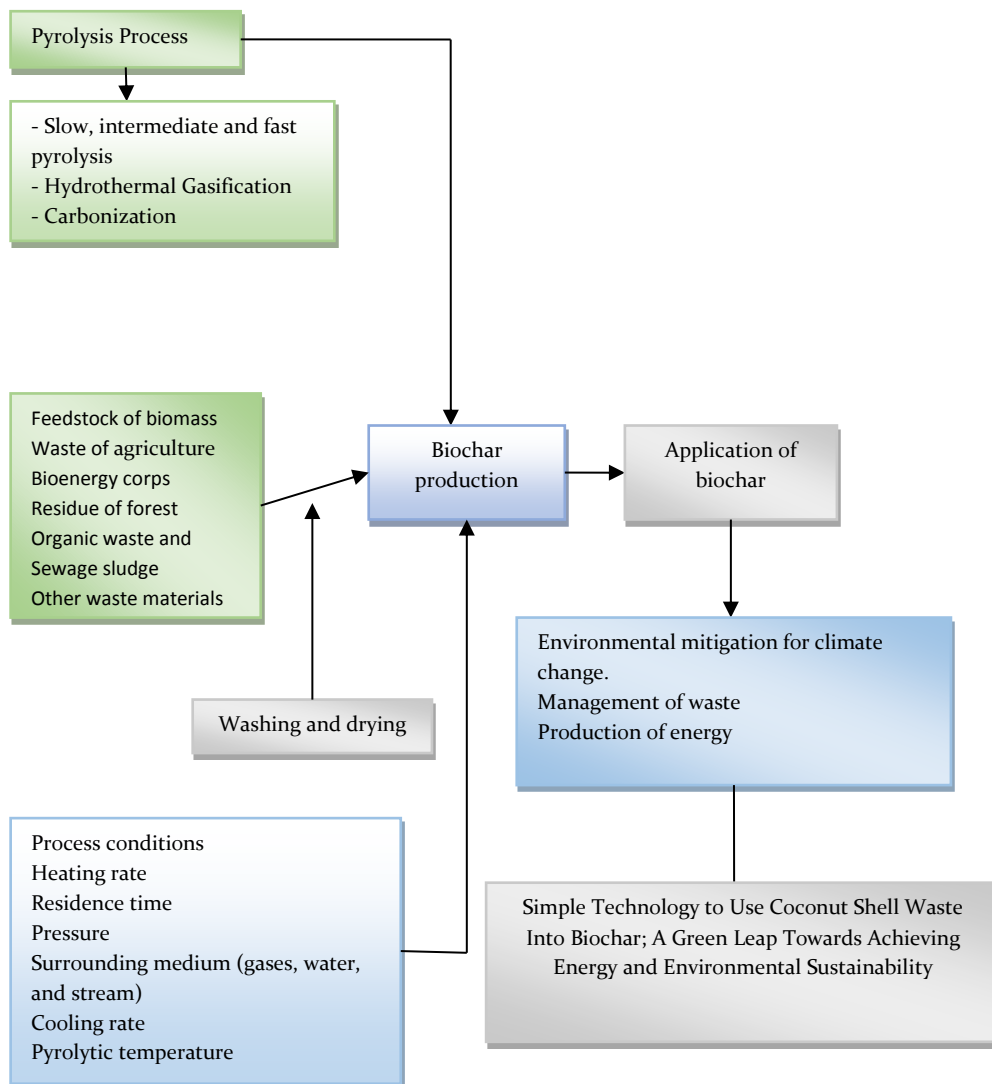 Pyrolysis Process
- Slow, intermediate and fast
pyrolysis
- Hydrothermal Gasification
- Carbonization
Feedstock of biomass
Waste of agriculture
Bioenergy corps
Residue of forest
Organic waste and
Sewage sludge
Other waste materials
Biochar
production
Application of
biochar
Washing and drying
Environmental mitigation for climate
change.
Management of waste
Production of energy
Process conditions
Heating rate
Residence time
Pressure
Surrounding medium (gases, water,
and stream)
Cooling rate
Pyrolytic temperature
Simple Technology to Use Coconut Shell Waste
Into Biochar; A Green Leap Towards Achieving
Energy and Environmental Sustainability